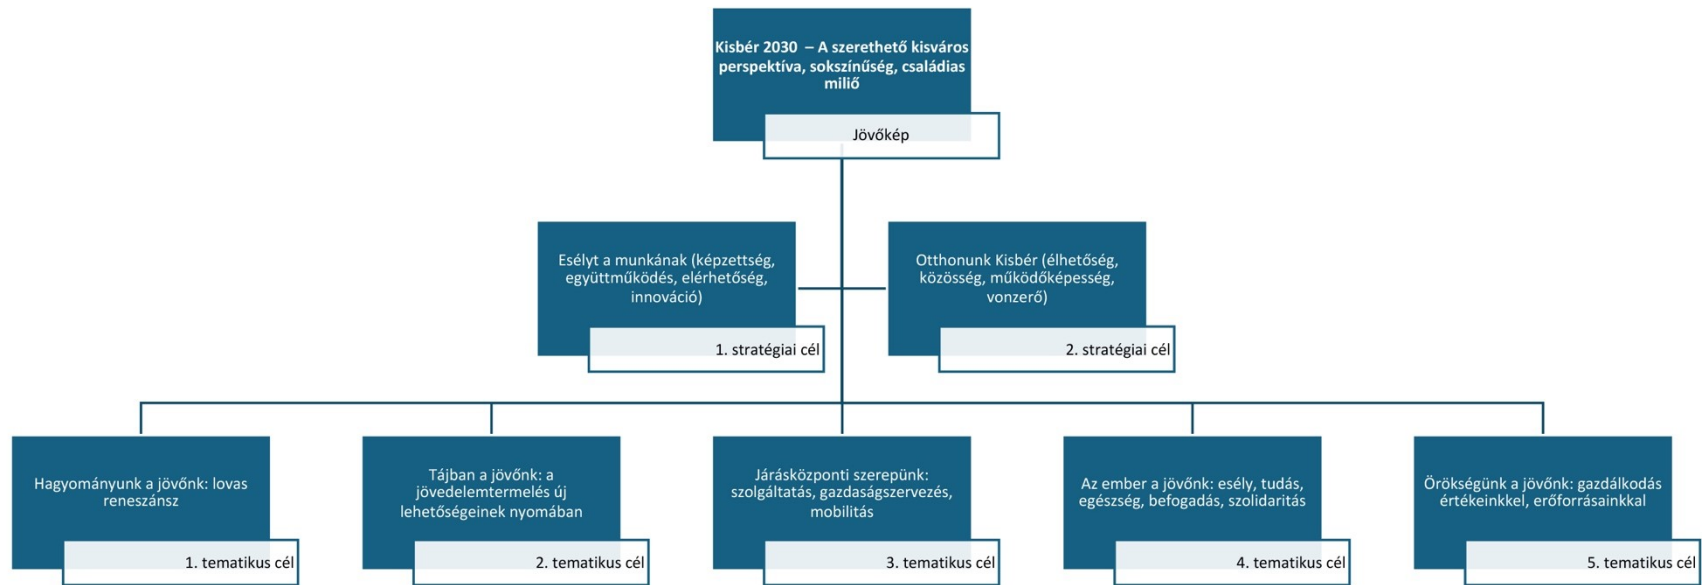 Kisbér 2030 – A szerethető kisváros
perspektíva, sokszínűség, családias
miliő
Jövőkép
Esélyt a munkának (képzettség,
együttműködés, elérhetőség,
innováció)
1. stratégiai cél
Otthonunk Kisbér (élhetőség,
közösség, működőképesség,
vonzerő)
2. stratégiai cél
Hagyományunk a jövőnk: lovas
reneszánsz
1. tematikus cél
Tájban a jövőnk: a
jövedelemtermelés új
lehetőségeinek nyomában
2. tematikus cél
Járásközponti szerepünk:
szolgáltatás, gazdaságszervezés,
mobilitás
3. tematikus cél
Az ember a jövőnk: esély, tudás,
egészség, befogadás, szolidaritás
4. tematikus cél
Örökségünk a jövőnk: gazdálkodás
értékeinkkel, erőforrásainkkal
5. tematikus cél